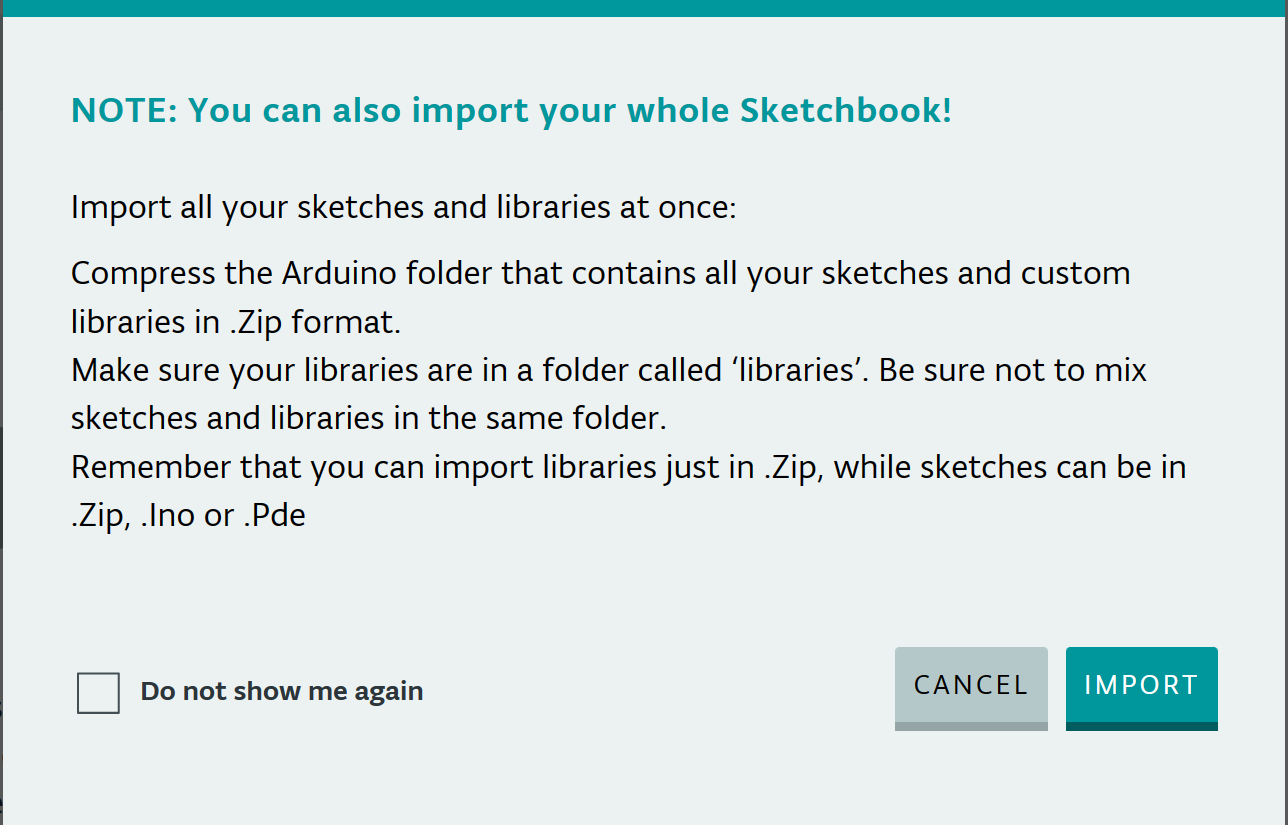 NOTE: You can also import your whole Sketchbook!
Import all your sketches and libraries at once:
Compress the Arduino folder that contains all your sketches and custom
libraries in .Zip format.
Make sure your libraries are in a folder called ‘libraries’. Be sure not to mix
sketches and libraries in the same folder.
Remember that you can import libraries just in .Zip, while sketches can be in
.Zip, .Ino or .Pde
Do not show me again
CANCEL
IMPORT